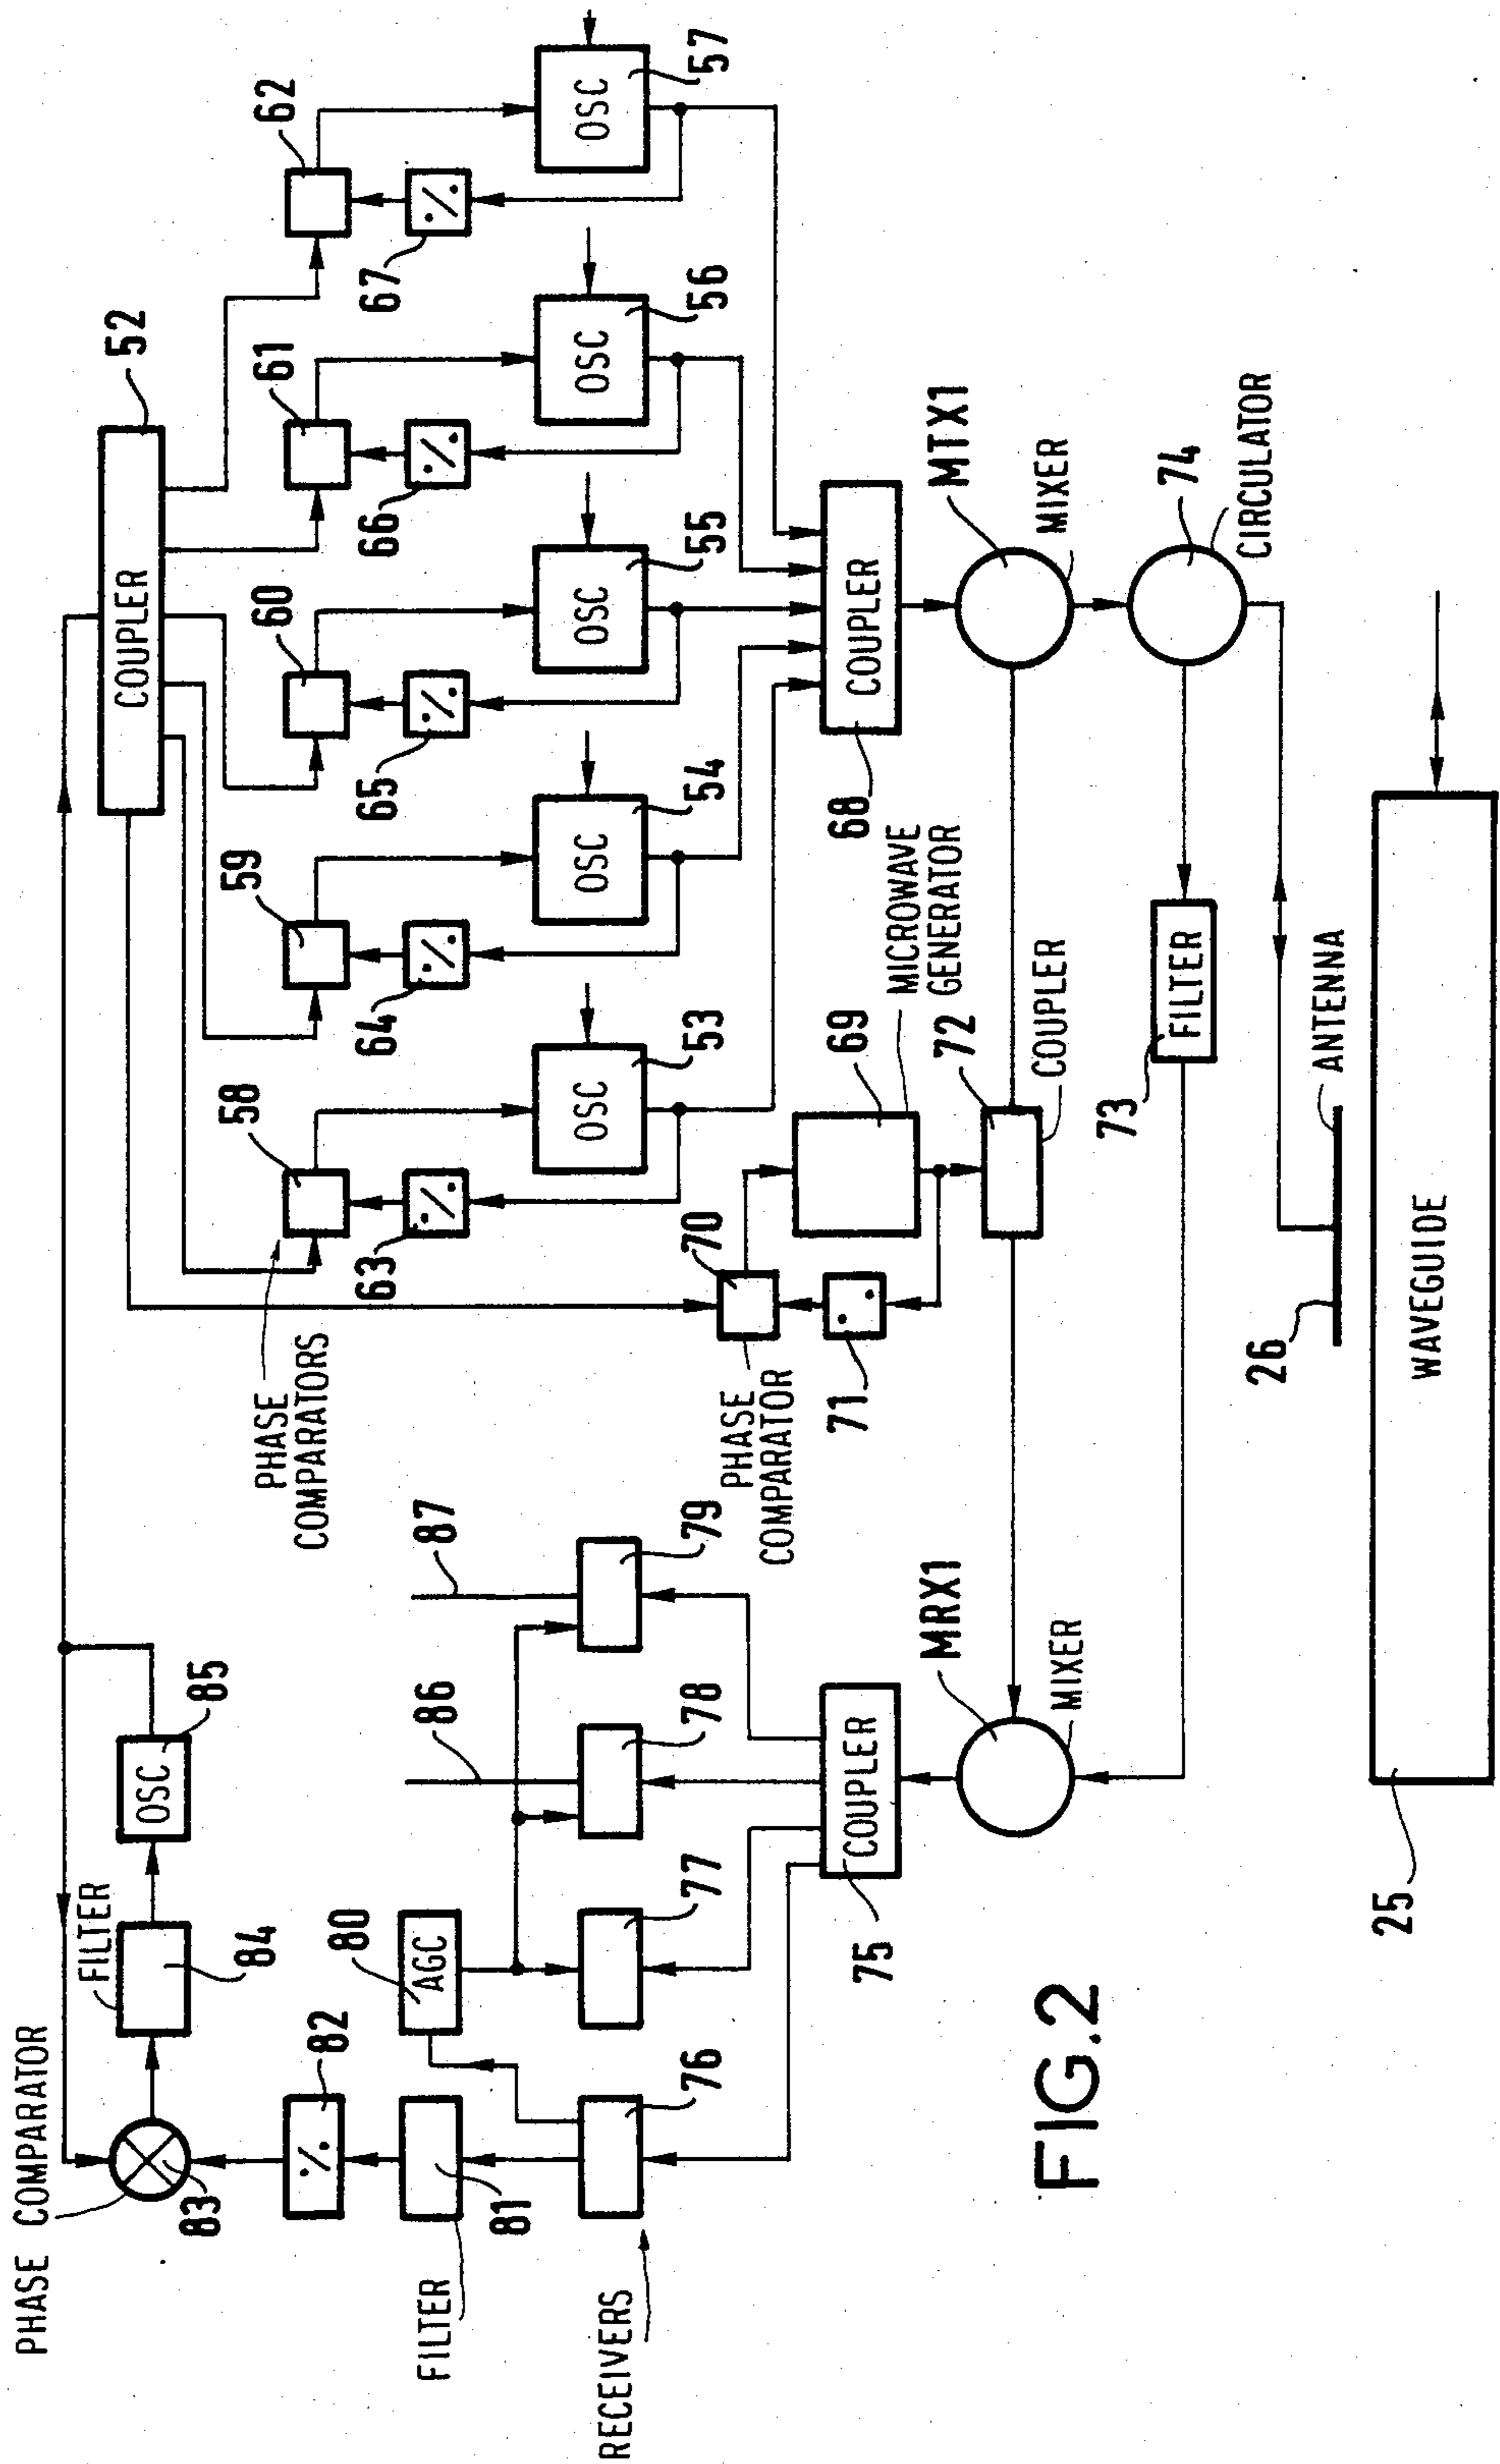 PHASE COMPARATOR
83
FILTER
84
OSC
85
COUPLER
52
82
FILTER
81
AGC
80
86
87
PHASE
COMPARATORS
58
59
60
61
62
%
63
%
64
%
65
%
66
%
67
%
RECEIVERS
76
77
78
79
OSC
53
OSC
54
OSC
55
OSC
56
OSC
57
PHASE
COMPARATOR
70
71
69
MICROWAVE
GENERATOR
75
COUPLER
68
COUPLER
MRX1
MIXER
72
COUPLER
MTX1
MIXER
FIG.2
73
FILTER
74
CIRCULATOR
26
ANTENNA
25
WAVEGUIDE